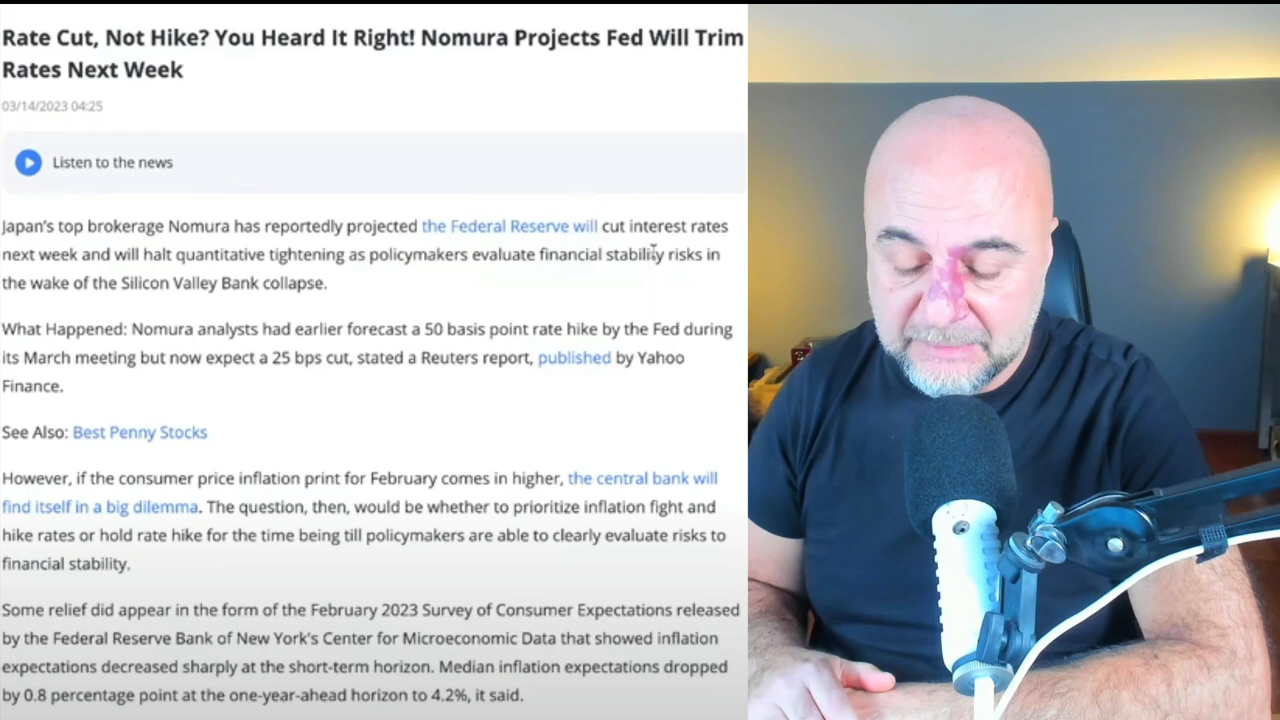 Rate Cut, Not Hike? You Heard It Right! Nomura Projects Fed Will Trim
Rates Next Week
03/14/2023 04:25
Listen to the news
Japan's top brokerage Nomura has reportedly projected the Federal Reserve will cut interest rates
next week and will halt quantitative tightening as policymakers evaluate financial stability risks in
the wake of the Silicon Valley Bank collapse.
What Happened: Nomura analysts had earlier forecast a 50 basis point rate hike by the Fed during
its March meeting but now expect a 25 bps cut, stated a Reuters report, published by Yahoo
Finance.
See Also: Best Penny Stocks
However, if the consumer price inflation print for February comes in higher, the central bank will
find itself in a big dilemma. The question, then, would be whether to prioritize inflation fight and
hike rates or hold rate hike for the time being till policymakers are able to clearly evaluate risks to
financial stability.
Some relief did appear in the form of the February 2023 Survey of Consumer Expectations released
by the Federal Reserve Bank of New York's Center for Microeconomic Data that showed inflation
expectations decreased sharply at the short-term horizon. Median inflation expectations dropped
by 0.8 percentage point at the one-year-ahead horizon to 4.2%, it said.